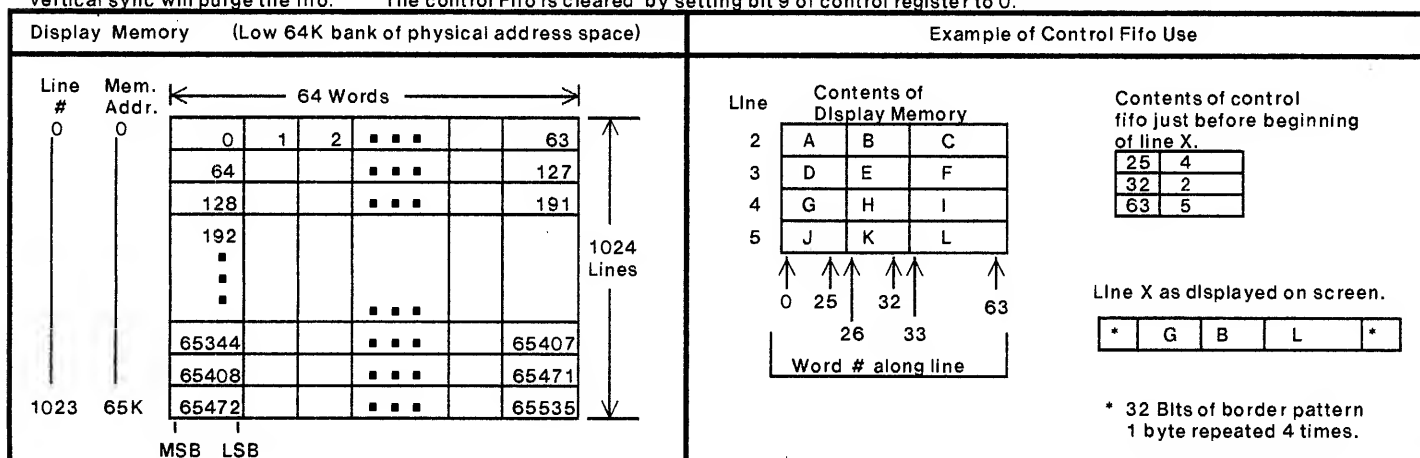 vertical sync will purge the fifo. The control Fifo is cleared by setting bit 9 of control register to 0.
Display Memory (Low 64K bank of physical address space)
Line # Mem. Addr.
64 Words
0 0
0 1 2 ■ ■ ■ 63
64 ■ ■ ■ 127
128 ■ ■ ■ 191
192
■
■
■ ■ ■ ■
1024 Lines
65344 ■ ■ ■ 65407
65408 ■ ■ ■ 65471
1023 65K 65472 ■ ■ ■ 65535
MSB LSB
Example of Control Fifo Use
Line
Contents of
Display Memory
2 A B C
3 D E F
4 G H I
5 J K L
0 25 32 63
26 33
Word # along line
Contents of control
fifo just before beginning
of line X.
25 4
32 2
63 5
Line X as displayed on screen.
* G B L *
* 32 Bits of border pattern
1 byte repeated 4 times.